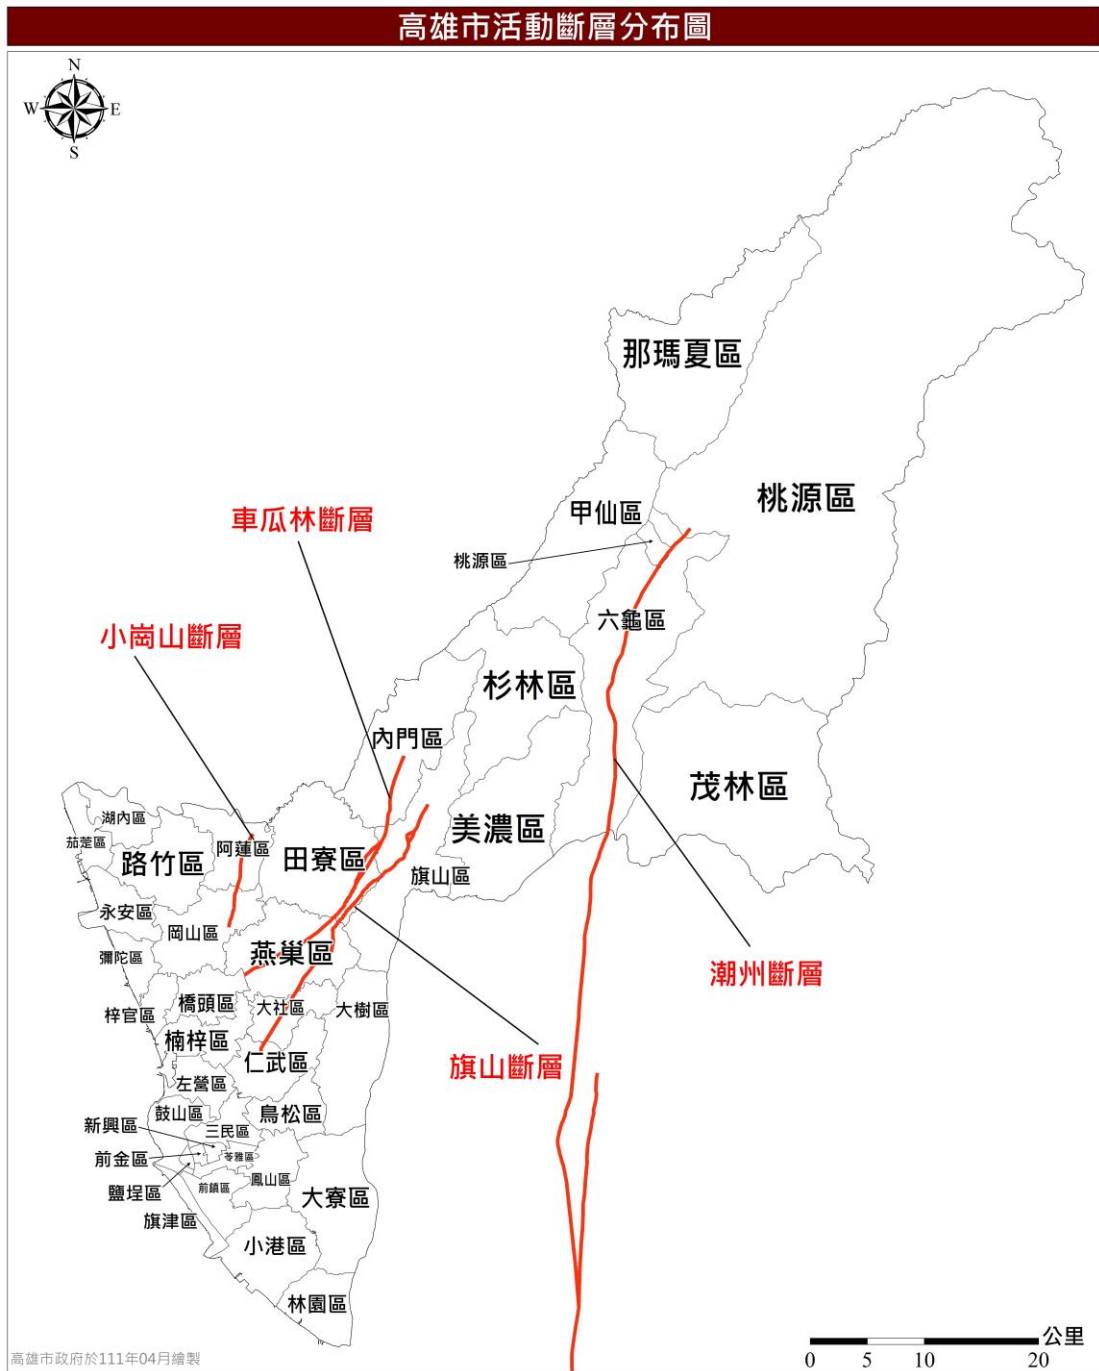 高雄市活動斷層分布圖
N
W E
S
那瑪夏區
桃源區
甲仙區
車瓜林斷層
桃源區
六龜區
小崗山斷層
杉林區
內門區
茂林區
湖內區
美濃區
茄萣區
阿蓮區
路竹區
田寮區
旗山區
永安區
岡山區
燕巢區
彌陀區
潮州斷層
橋頭區
大社區
大樹區
梓官區
楠梓區
仁武區
旗山斷層
左營區
鼓山區
鳥松區
新興區
三民區
前金區
苓雅區
鹽埕區
前鎮區
鳳山區
大寮區
旗津區
小港區
林園區
公里
0 5 10 20
高雄市政府於111年04月繪製